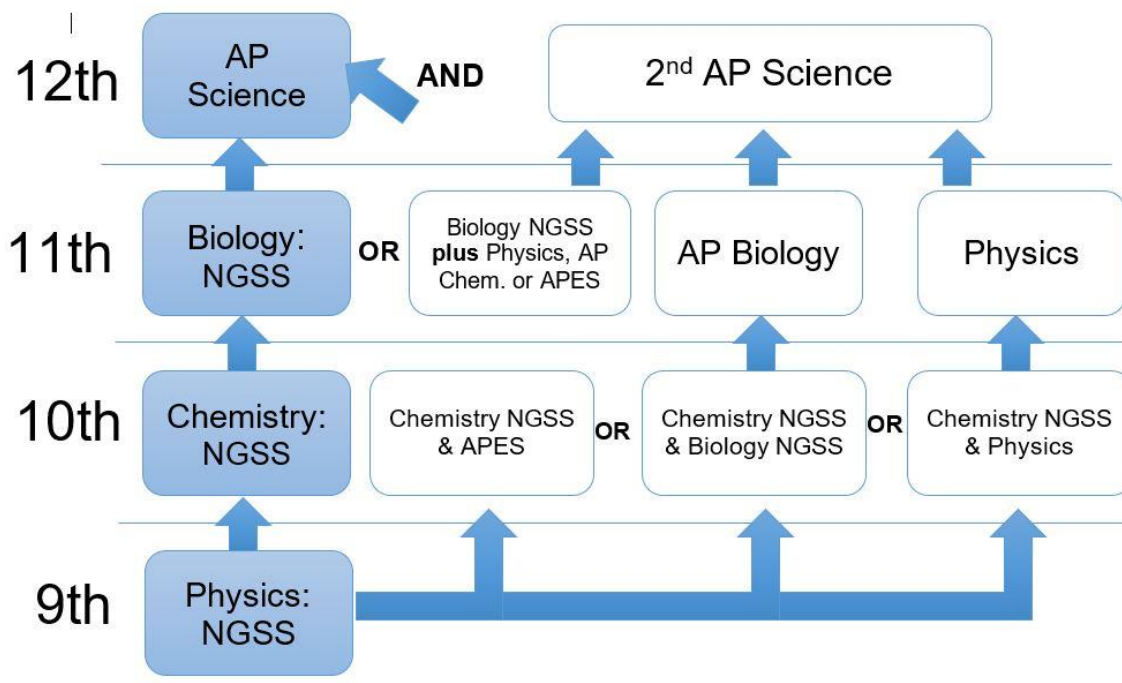 12th
AP
Science
AND
2nd AP Science
11th
Biology:
NGSS
OR
Biology NGSS
plus Physics, AP
Chem. or APES
AP Biology
Physics
10th
Chemistry:
NGSS
Chemistry NGSS
& APES
OR
Chemistry NGSS
& Biology NGSS
OR
Chemistry NGSS
& Physics
9th
Physics:
NGSS